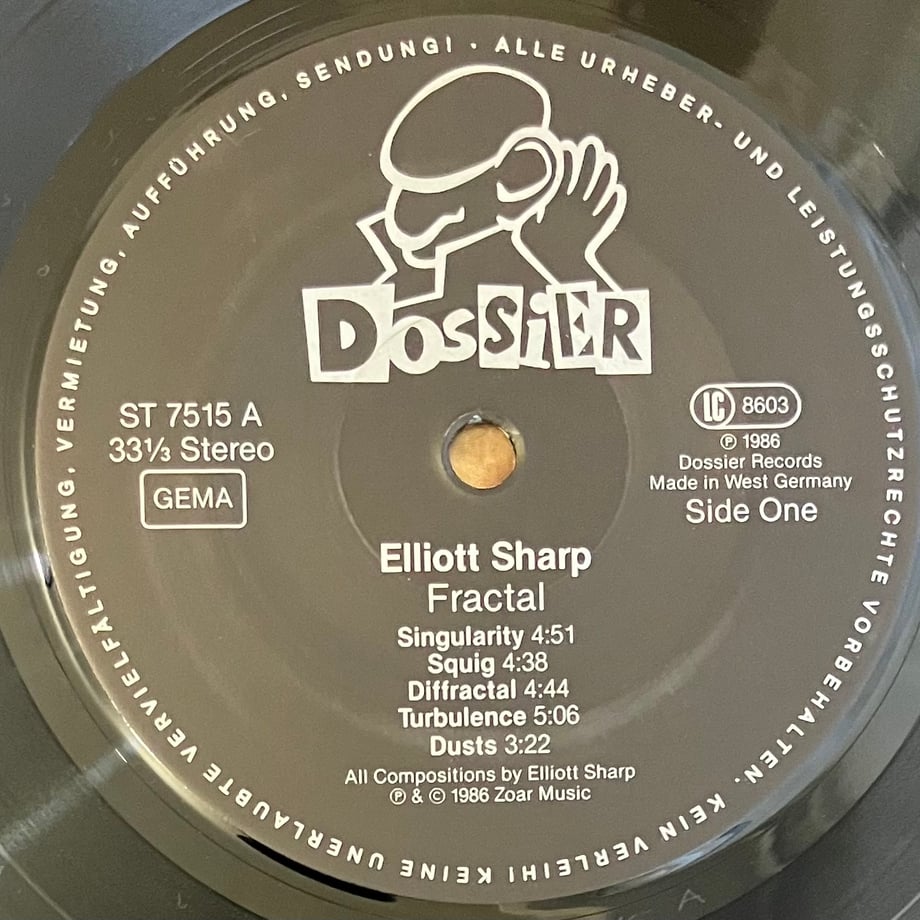 ALLE URHEBER- UND LEISTUNGSSCHUTZRECHTE VORBEHALTEN. KEIN VERLEIH! KEINE UNERLAUBTE VERVIELFÄLTIGUNG, VERMIETUNG, AUFFÜHRUNG, SENDUNG! •
DOSSiER
ST 7515 A
33⅓ Stereo
GEMA
LC 8603
℗ 1986
Dossier Records
Made in West Germany
Side One
Elliott Sharp
Fractal
Singularity 4:51
Squig 4:38
Diffractal 4:44
Turbulence 5:06
Dusts 3:22
All Compositions by Elliott Sharp
℗ & © 1986 Zoar Music
A